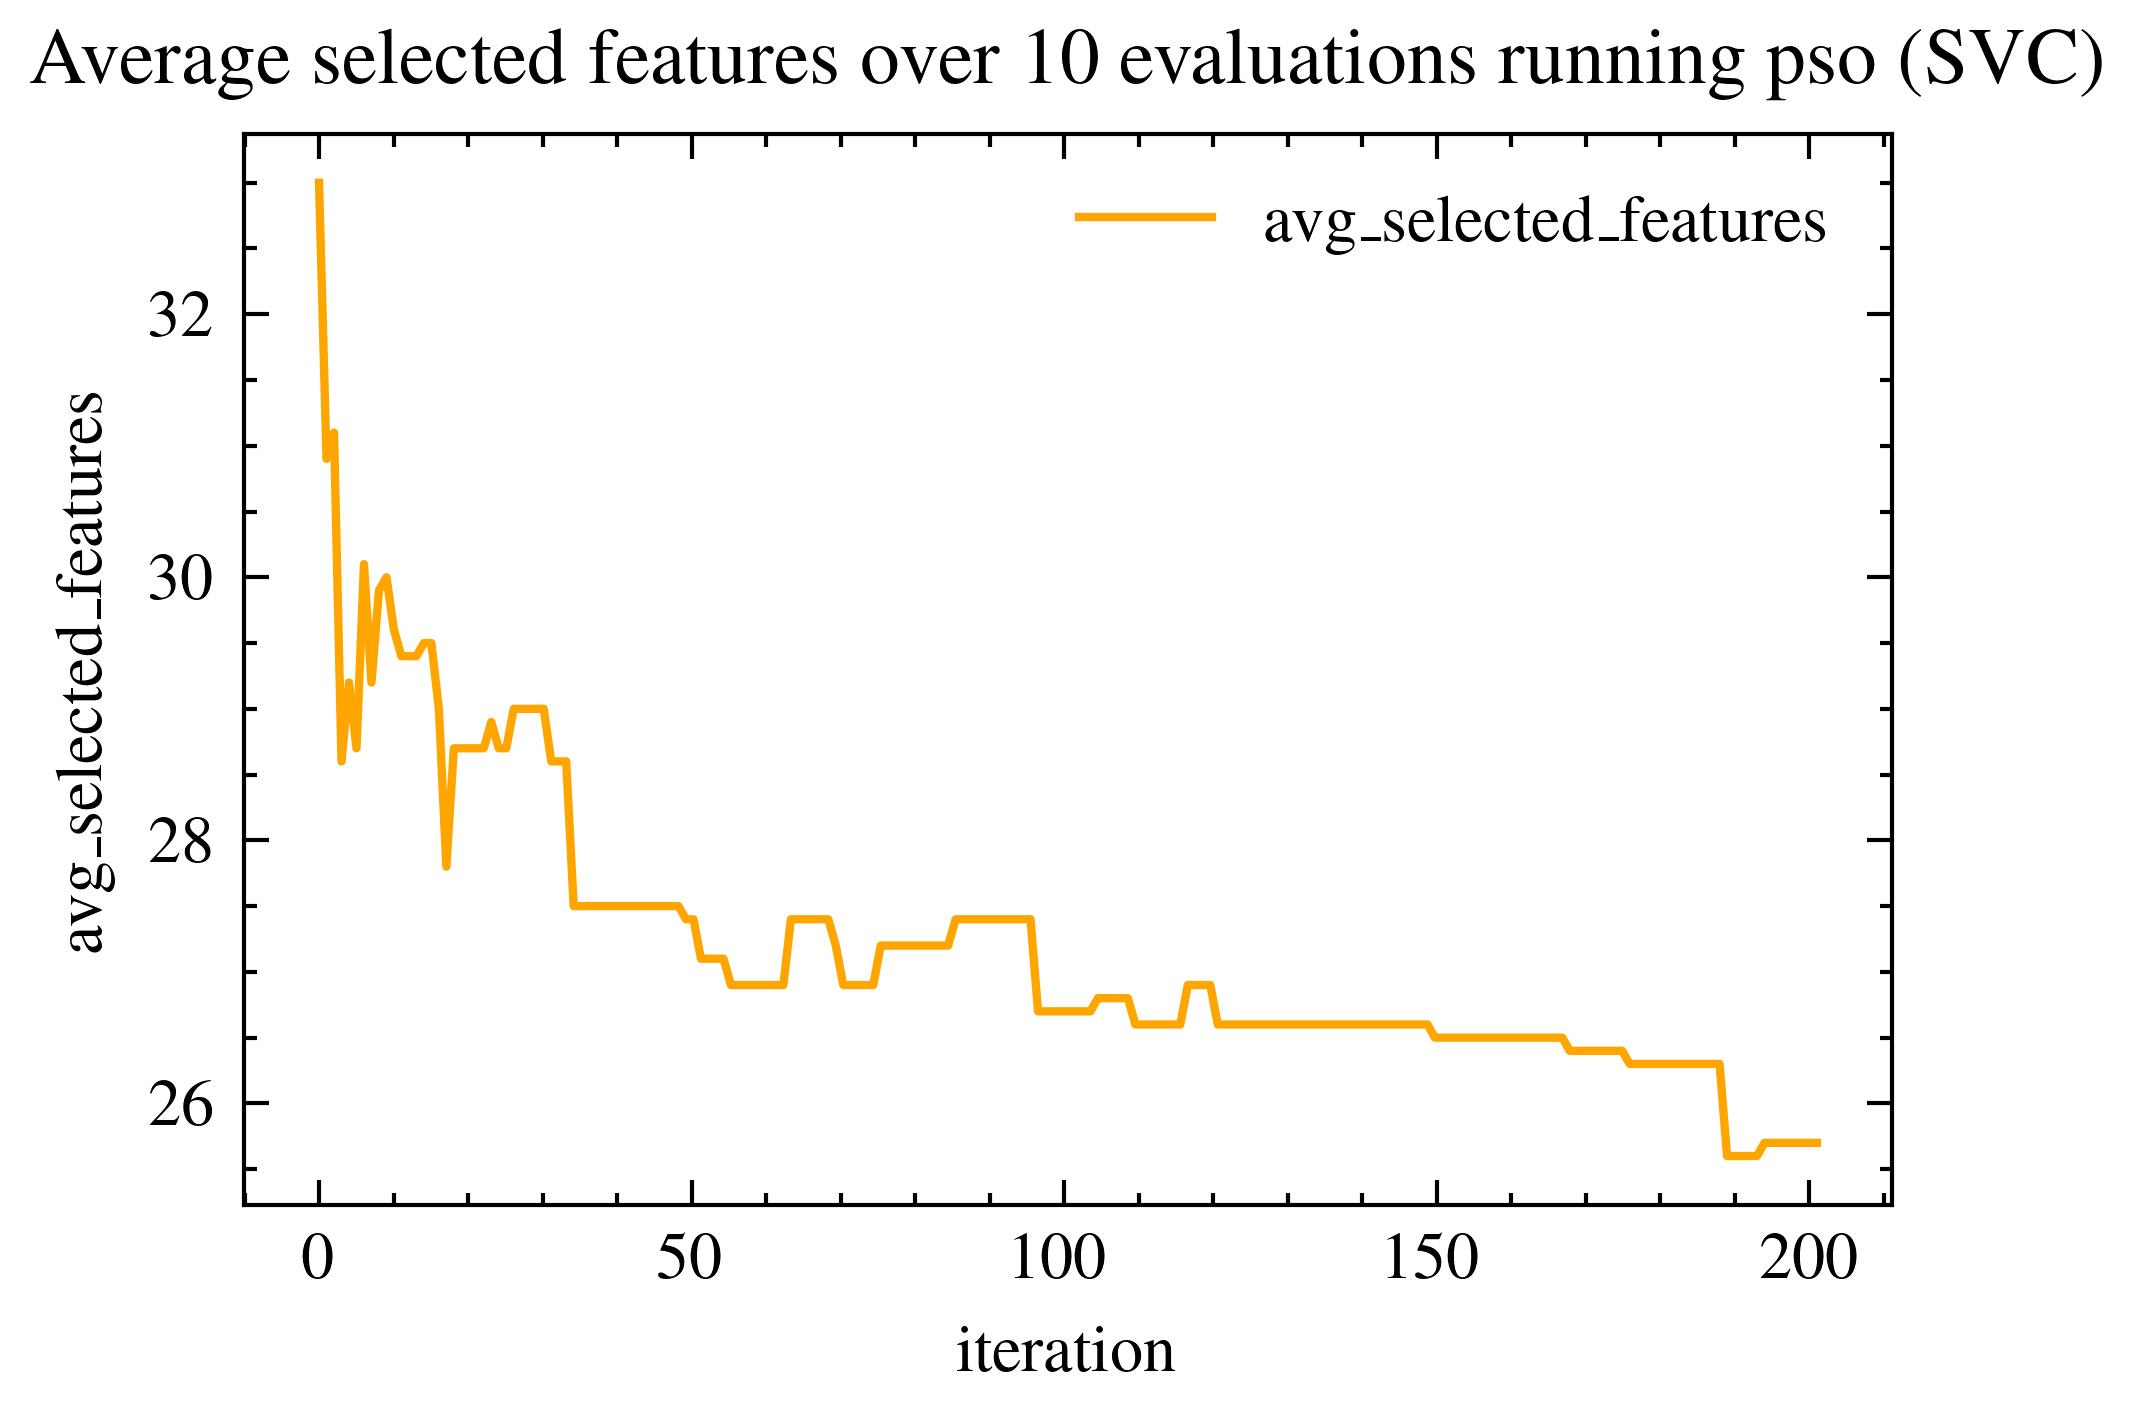 Average selected features over 10 evaluations running pso (SVC)
avg_selected_features
avg_selected_features
32
30
28
26
0 50 100 150 200
iteration